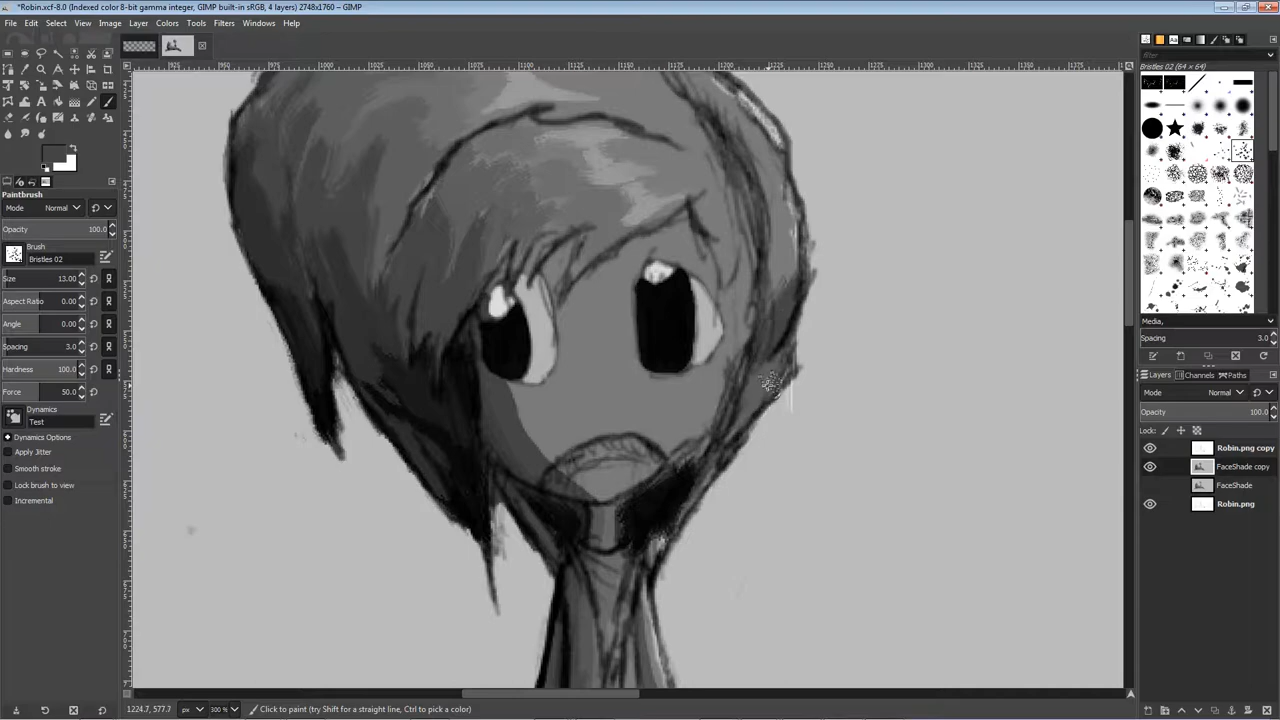 *Robin.xcf-8.0 (Indexed color 8-bit gamma integer, GIMP built-in sRGB, 4 layers) 2748x1760 – GIMP
File Edit Select View Image Layer Colors Tools Filters Windows Help
filter
Bristles 02 (64 × 64)
Paintbrush
Mode Normal
Opacity 100.0
Brush
Bristles 02
Size 13.00
Aspect Ratio 0.00
Angle 0.00
Spacing 3.0
Hardness 100.0
Force 50.0
Dynamics
Test
Dynamics Options
Apply Jitter
Smooth stroke
Lock brush to view
Incremental
Media,
Spacing 3.0
Layers Channels Paths
Mode Normal
Opacity 100.0
Lock:
Robin.png copy
FaceShade copy
FaceShade
Robin.png
1224.7, 577.7 px 300 % Click to paint (try Shift for a straight line, Ctrl to pick a color)